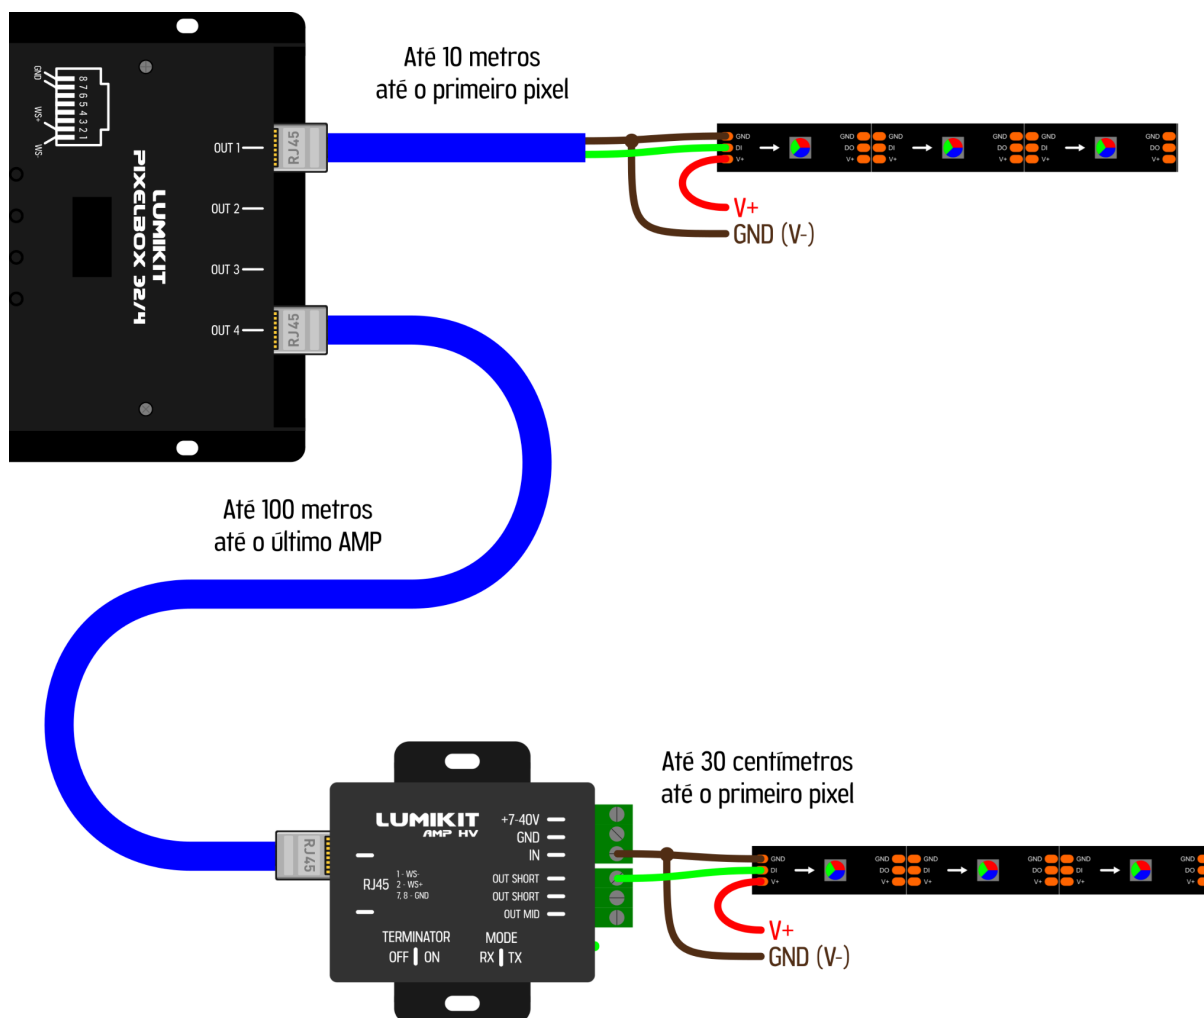 GND
WS+
WS-
8 7 6 5 4 3 2 1
LUMIKIT
PIXELBOX 32/4
OUT 1
OUT 2
OUT 3
OUT 4
RJ45
RJ45
Até 10 metros
até o primeiro pixel
GND
DI
V+
GND GND
DO DI
V+ V+
GND GND
DO DI
V+ V+
GND
DO
V+
V+
GND (V-)
Até 100 metros
até o último AMP
RJ45
LUMIKIT
AMP HV
+7-40V
GND
IN
OUT SHORT
OUT SHORT
OUT MID
RJ45
1 - WS-
2 - WS+
7, 8 - GND
TERMINATOR
OFF ON
MODE
RX TX
Até 30 centímetros
até o primeiro pixel
GND
DI
V+
GND GND
DO DI
V+ V+
GND GND
DO DI
V+ V+
GND
DO
V+
V+
GND (V-)